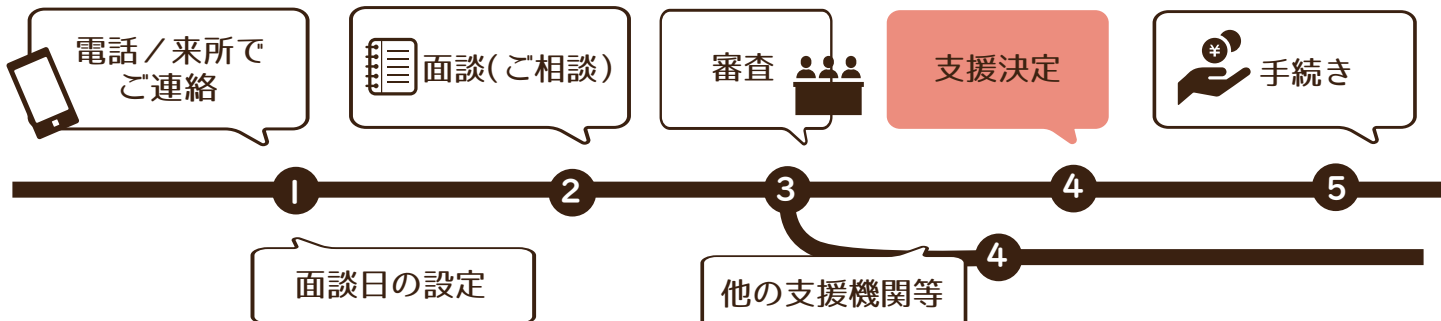 電話／来所で
ご連絡
面談(ご相談)
審査
支援決定
¥
手続き
1
2
3
4
5
面談日の設定
他の支援機関等
4